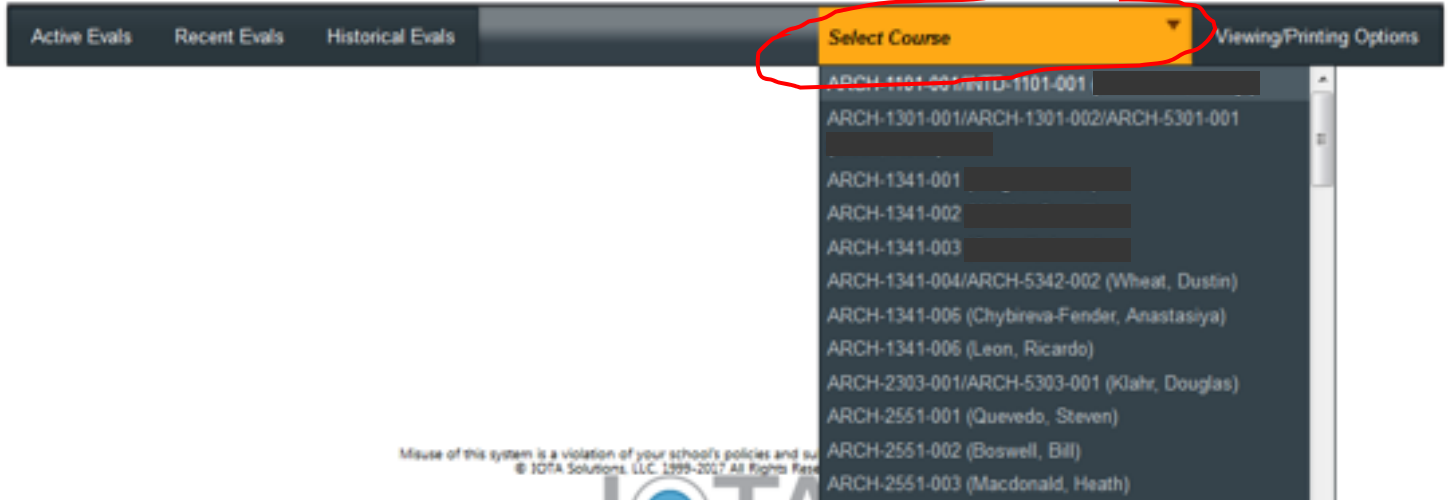 Active Evals Recent Evals Historical Evals Select Course Viewing/Printing Options
ARCH-1101-001/INTD-1101-001 (
ARCH-1301-001/ARCH-1301-002/ARCH-5301-001
ARCH-1341-001
ARCH-1341-002
ARCH-1341-003
ARCH-1341-004/ARCH-5342-002 (Wheat, Dustin)
ARCH-1341-006 (Chybireva-Fender, Anastasiya)
ARCH-1341-006 (Leon, Ricardo)
ARCH-2303-001/ARCH-5303-001 (Klahr, Douglas)
ARCH-2551-001 (Quevedo, Steven)
ARCH-2551-002 (Boswell, Bill)
ARCH-2551-003 (Macdonald, Heath)
Misuse of this system is a violation of your school's policies and su
© IOTA Solutions, LLC. 1999-2017 All Rights Rese
IOTA